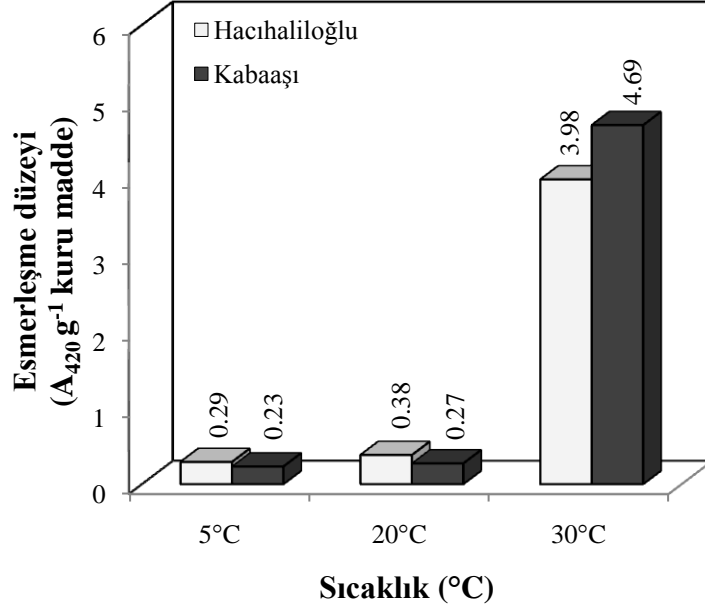 Hacıhaliloğlu
Kabaaşı
Esmerleşme düzeyi
(A₄₂₀ g⁻¹ kuru madde)
6
5
4
3
2
1
0
0.29
0.23
0.38
0.27
3.98
4.69
5°C
20°C
30°C
Sıcaklık (°C)